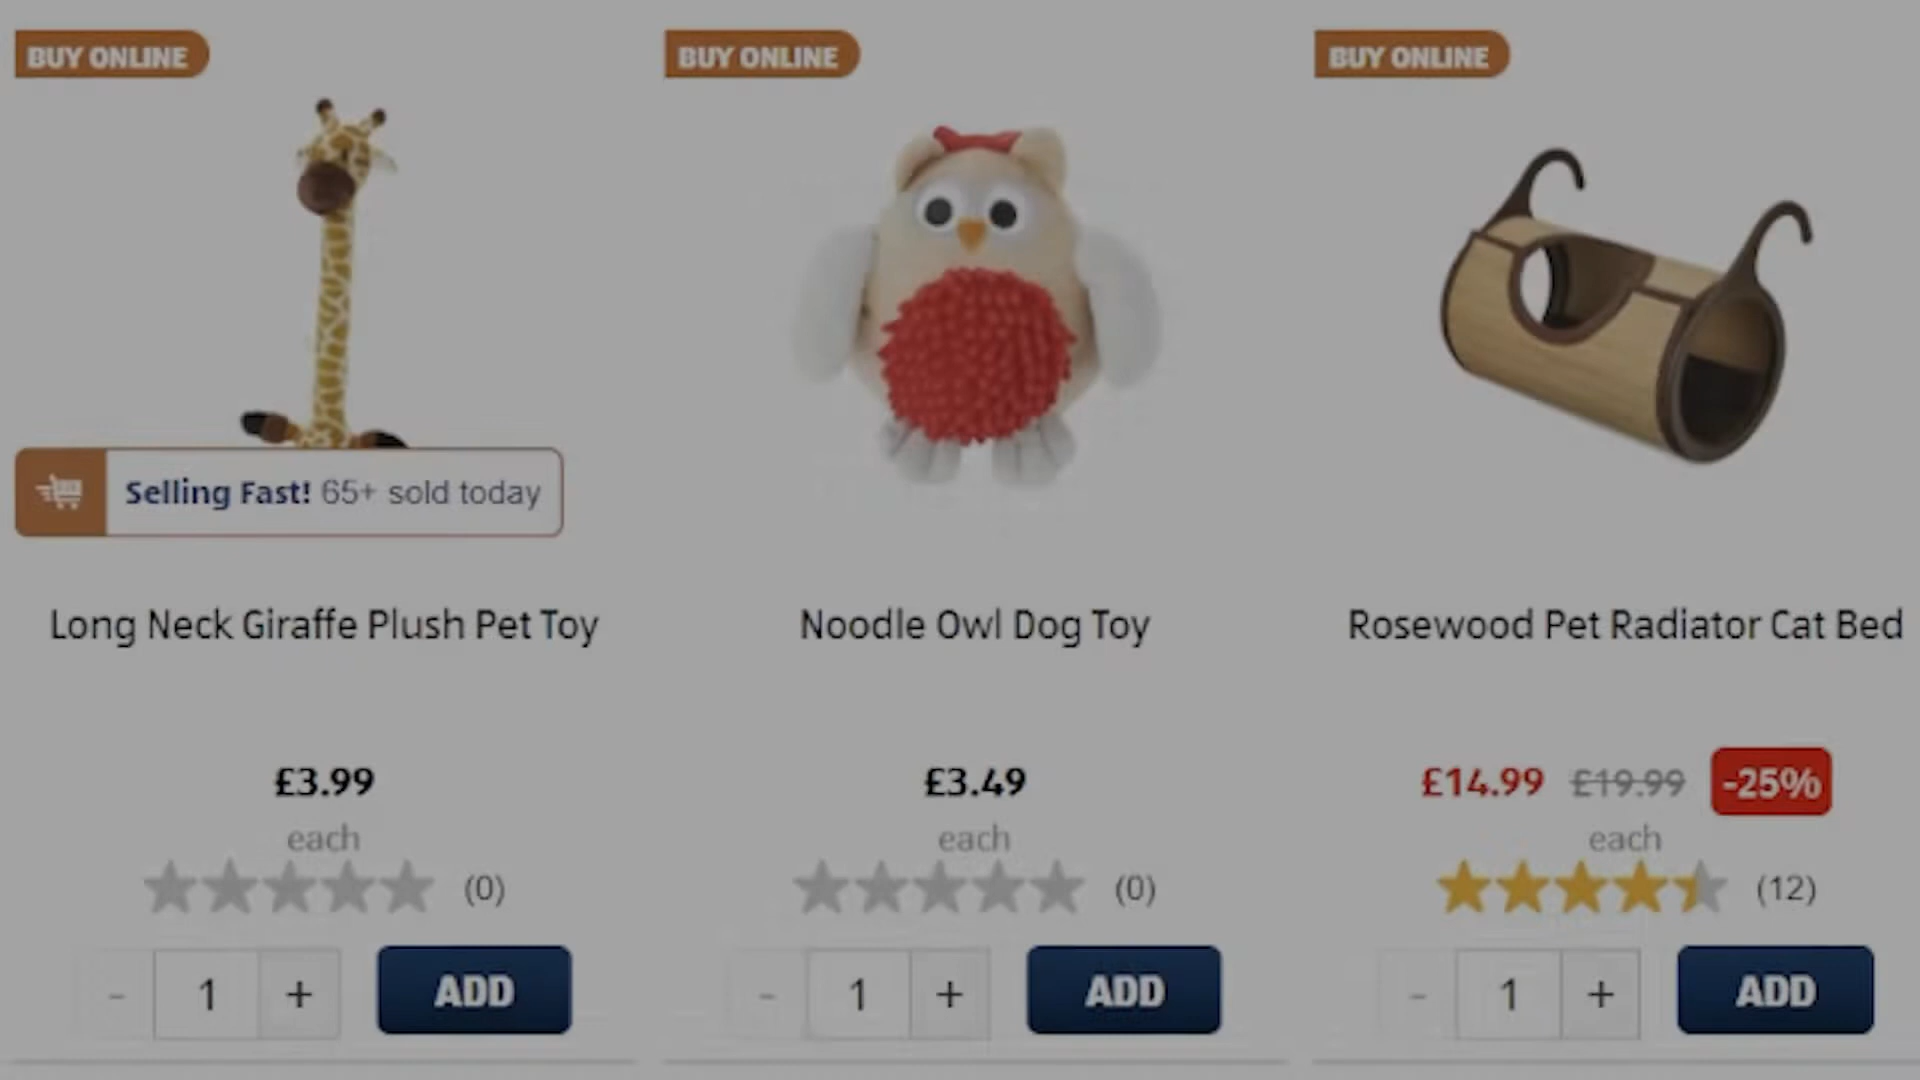 BUY ONLINE
BUY ONLINE
BUY ONLINE
Selling Fast! 65+ sold today
Long Neck Giraffe Plush Pet Toy
Noodle Owl Dog Toy
Rosewood Pet Radiator Cat Bed
£3.99
£3.49
£14.99 £19.99 -25%
each
each
each
(0)
(0)
(12)
- 1 + ADD
- 1 + ADD
- 1 + ADD